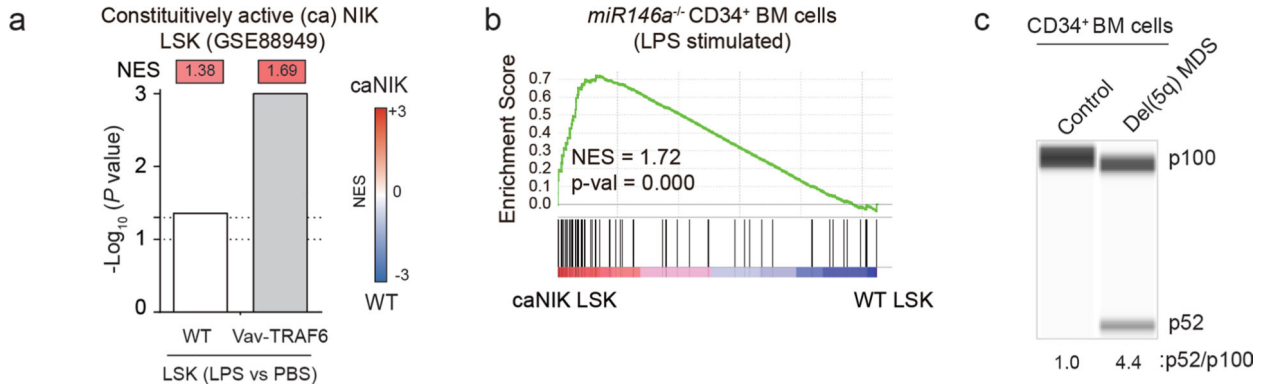 a
Constituitively active (ca) NIK
LSK (GSE88949)
NES
1.38
1.69
caNIK
3
2
1
0
-Log10 (P value)
+3
0
-3
NES
WT
WT
Vav-TRAF6
LSK (LPS vs PBS)
b
miR146a-/- CD34+ BM cells
(LPS stimulated)
Enrichment Score
0.7
0.6
0.5
0.4
0.3
0.2
0.1
0.0
NES = 1.72
p-val = 0.000
caNIK LSK
WT LSK
c
CD34+ BM cells
Control
Del(5q) MDS
p100
p52
1.0
4.4
:p52/p100